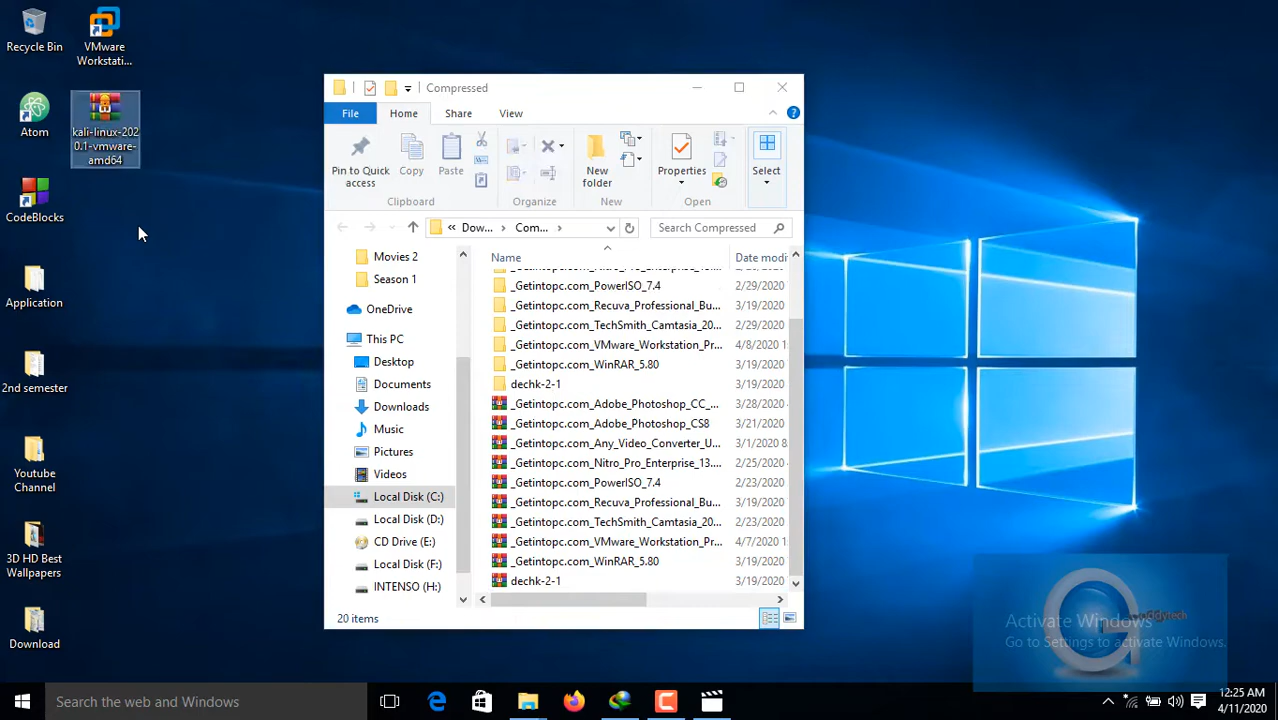 Recycle Bin
VMware
Workstati...
Atom
kali-linux-202
0.1-vmware-
amd64
CodeBlocks
Application
2nd semester
Youtube
Channel
3D HD Best
Wallpapers
Download
Compressed
File
Home
Share
View
Pin to Quick
access
Copy
Paste
New
folder
Properties
Select
Clipboard
Organize
New
Open
« Dow... › Com... ›
Search Compressed
Movies 2
Season 1
OneDrive
This PC
Desktop
Documents
Downloads
Music
Pictures
Videos
Local Disk (C:)
Local Disk (D:)
CD Drive (E:)
Local Disk (F:)
INTENSO (H:)
Name Date modi
_Getintopc.com_PowerISO_7.4 2/29/2020
_Getintopc.com_Recuva_Professional_Bu... 3/19/2020
_Getintopc.com_TechSmith_Camtasia_20... 2/29/2020
_Getintopc.com_VMware_Workstation_Pr... 4/8/2020 1
_Getintopc.com_WinRAR_5.80 3/19/2020
dechk-2-1 3/19/2020
_Getintopc.com_Adobe_Photoshop_CC_... 3/28/2020
_Getintopc.com_Adobe_Photoshop_CS8 3/21/2020
_Getintopc.com_Any_Video_Converter_U... 3/1/2020 8
_Getintopc.com_Nitro_Pro_Enterprise_13.... 2/25/2020
_Getintopc.com_PowerISO_7.4 2/23/2020
_Getintopc.com_Recuva_Professional_Bu... 3/19/2020
_Getintopc.com_TechSmith_Camtasia_20... 2/23/2020
_Getintopc.com_VMware_Workstation_Pr... 4/7/2020 1
_Getintopc.com_WinRAR_5.80 3/19/2020
dechk-2-1 3/19/2020
20 items
Activate Windows
Go to Settings to activate Windows.
Search the web and Windows
12:25 AM
4/11/2020